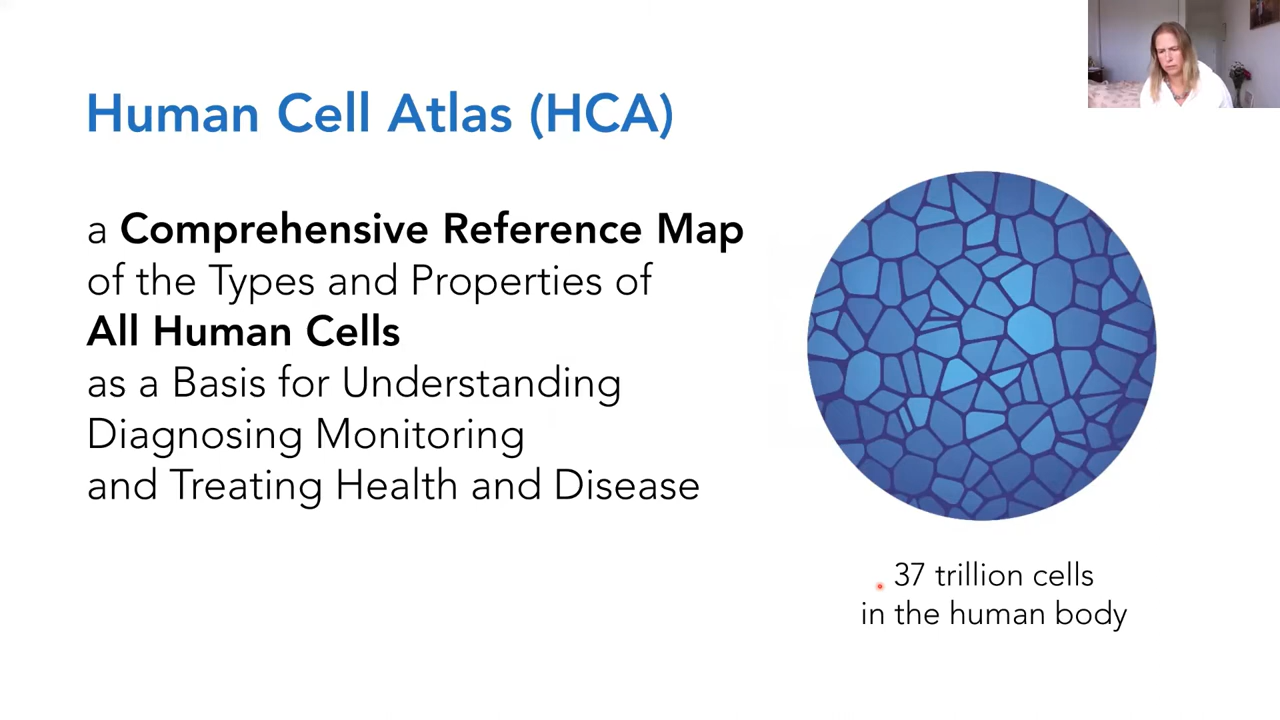 Human Cell Atlas (HCA)
a Comprehensive Reference Map
of the Types and Properties of
All Human Cells
as a Basis for Understanding
Diagnosing Monitoring
and Treating Health and Disease
37 trillion cells
in the human body